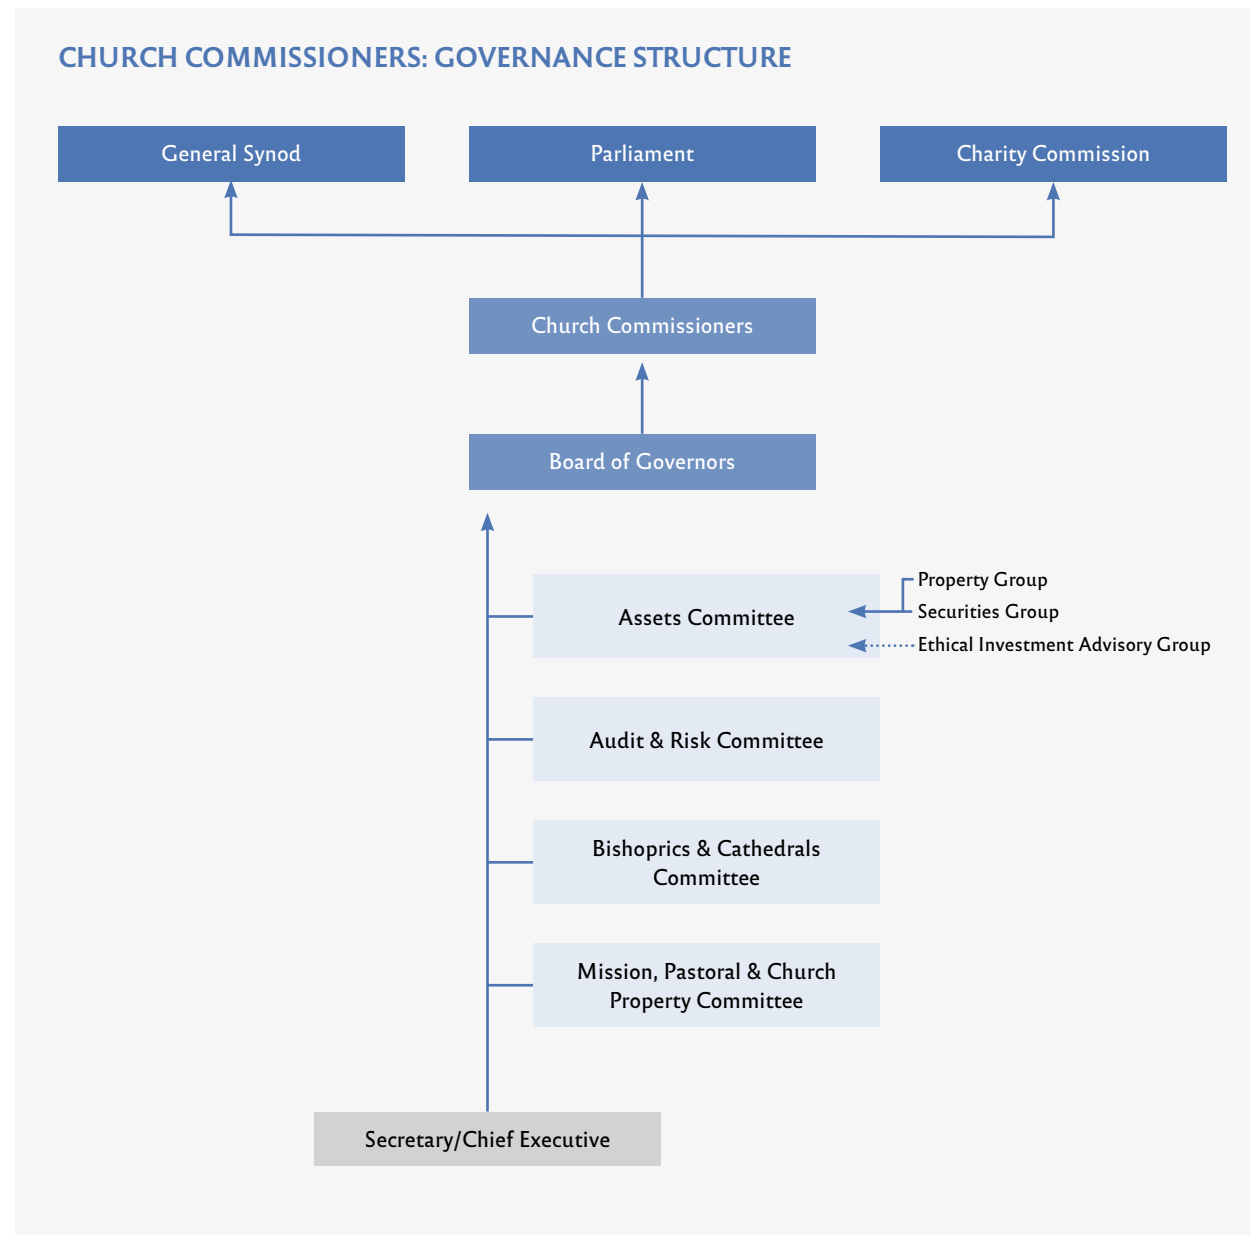 CHURCH COMMISSIONERS: GOVERNANCE STRUCTURE
General Synod
Parliament
Charity Commission
Church Commissioners
Board of Governors
Assets Committee
Property Group
Securities Group
Ethical Investment Advisory Group
Audit & Risk Committee
Bishoprics & Cathedrals
Committee
Mission, Pastoral & Church
Property Committee
Secretary/Chief Executive